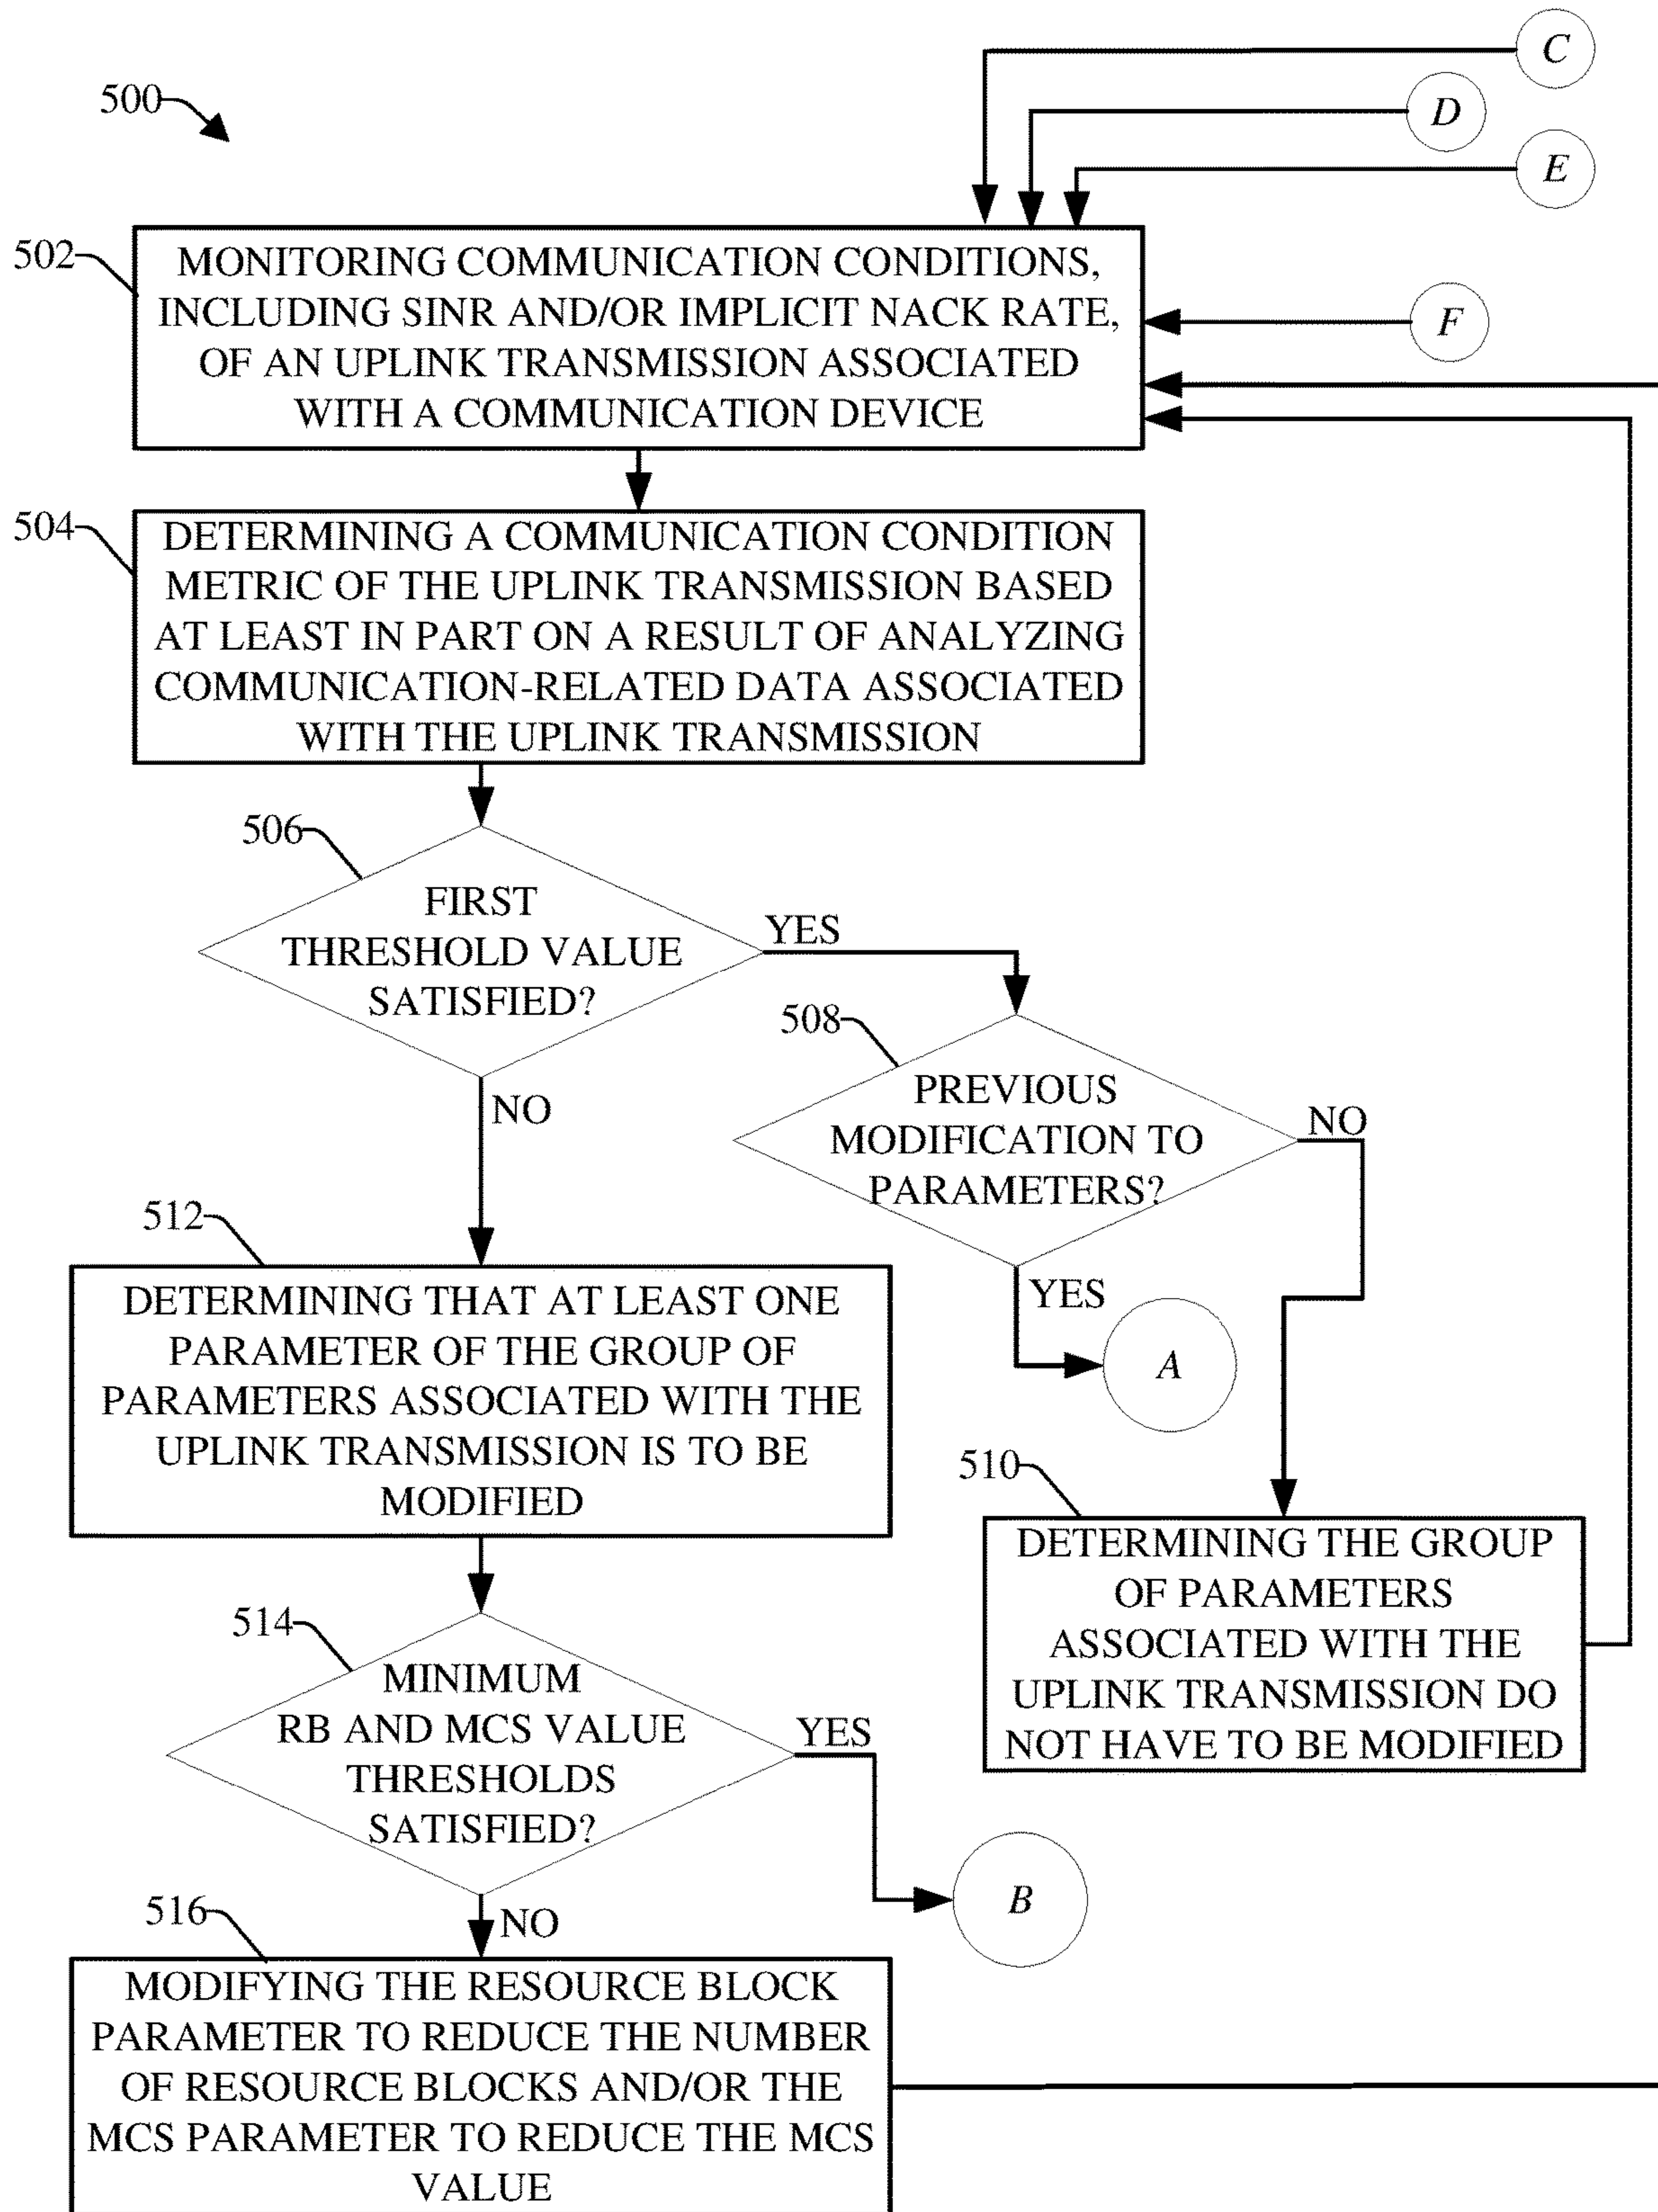 C
500
D
E
502
MONITORING COMMUNICATION CONDITIONS,
INCLUDING SINR AND/OR IMPLICIT NACK RATE,
OF AN UPLINK TRANSMISSION ASSOCIATED
WITH A COMMUNICATION DEVICE
F
504
DETERMINING A COMMUNICATION CONDITION
METRIC OF THE UPLINK TRANSMISSION BASED
AT LEAST IN PART ON A RESULT OF ANALYZING
COMMUNICATION-RELATED DATA ASSOCIATED
WITH THE UPLINK TRANSMISSION
506
FIRST
THRESHOLD VALUE
SATISFIED?
YES
NO
508
PREVIOUS
MODIFICATION TO
PARAMETERS?
NO
YES
A
510
DETERMINING THE GROUP
OF PARAMETERS
ASSOCIATED WITH THE
UPLINK TRANSMISSION DO
NOT HAVE TO BE MODIFIED
512
DETERMINING THAT AT LEAST ONE
PARAMETER OF THE GROUP OF
PARAMETERS ASSOCIATED WITH THE
UPLINK TRANSMISSION IS TO BE
MODIFIED
514
MINIMUM
RB AND MCS VALUE
THRESHOLDS
SATISFIED?
YES
B
NO
516
MODIFYING THE RESOURCE BLOCK
PARAMETER TO REDUCE THE NUMBER
OF RESOURCE BLOCKS AND/OR THE
MCS PARAMETER TO REDUCE THE MCS
VALUE